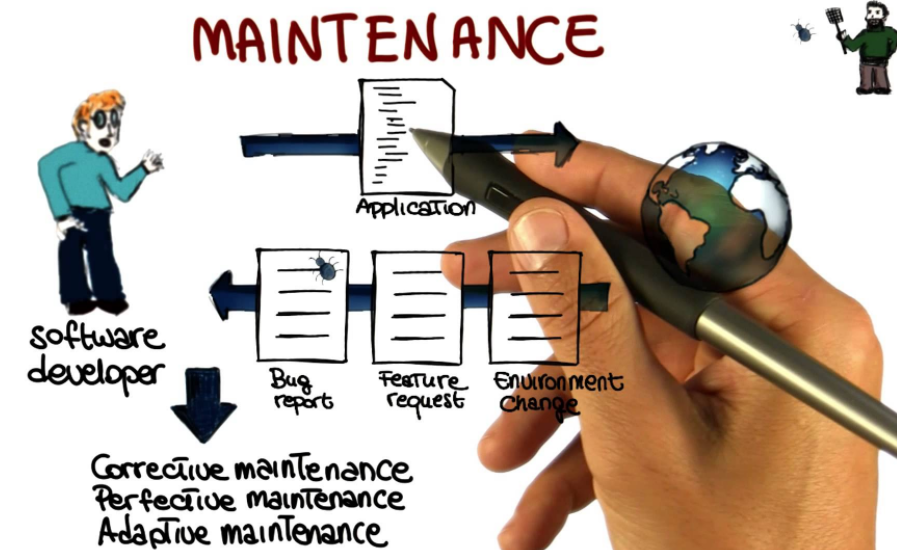 MAINTENANCE
Application
software
developer
Bug
report
Feature
request
Environment
change
Corrective maintenance
Perfective maintenance
Adaptive maintenance